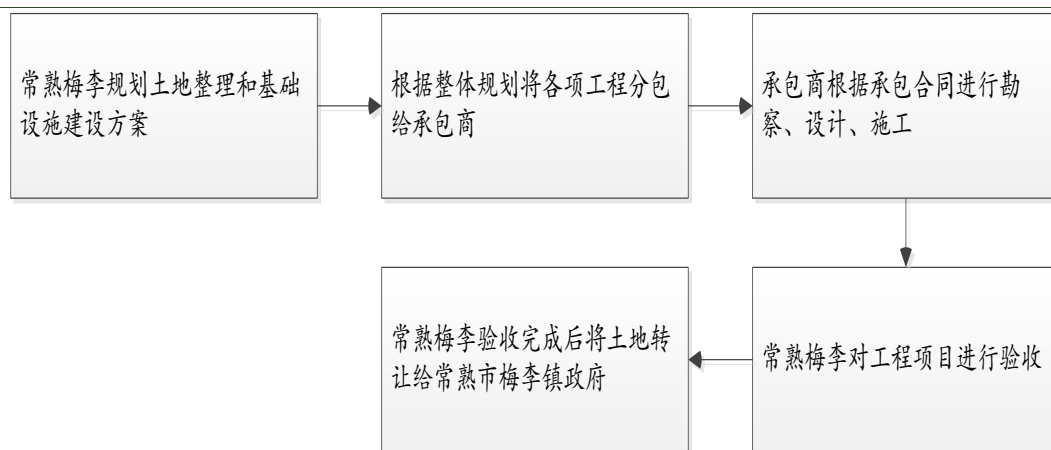 常熟梅李规划土地整理和基础
设施建设方案
根据整体规划将各项工程分包
给承包商
承包商根据承包合同进行勘
察、设计、施工
常熟梅李对工程项目进行验收
常熟梅李验收完成后将土地转
让给常熟市梅李镇政府